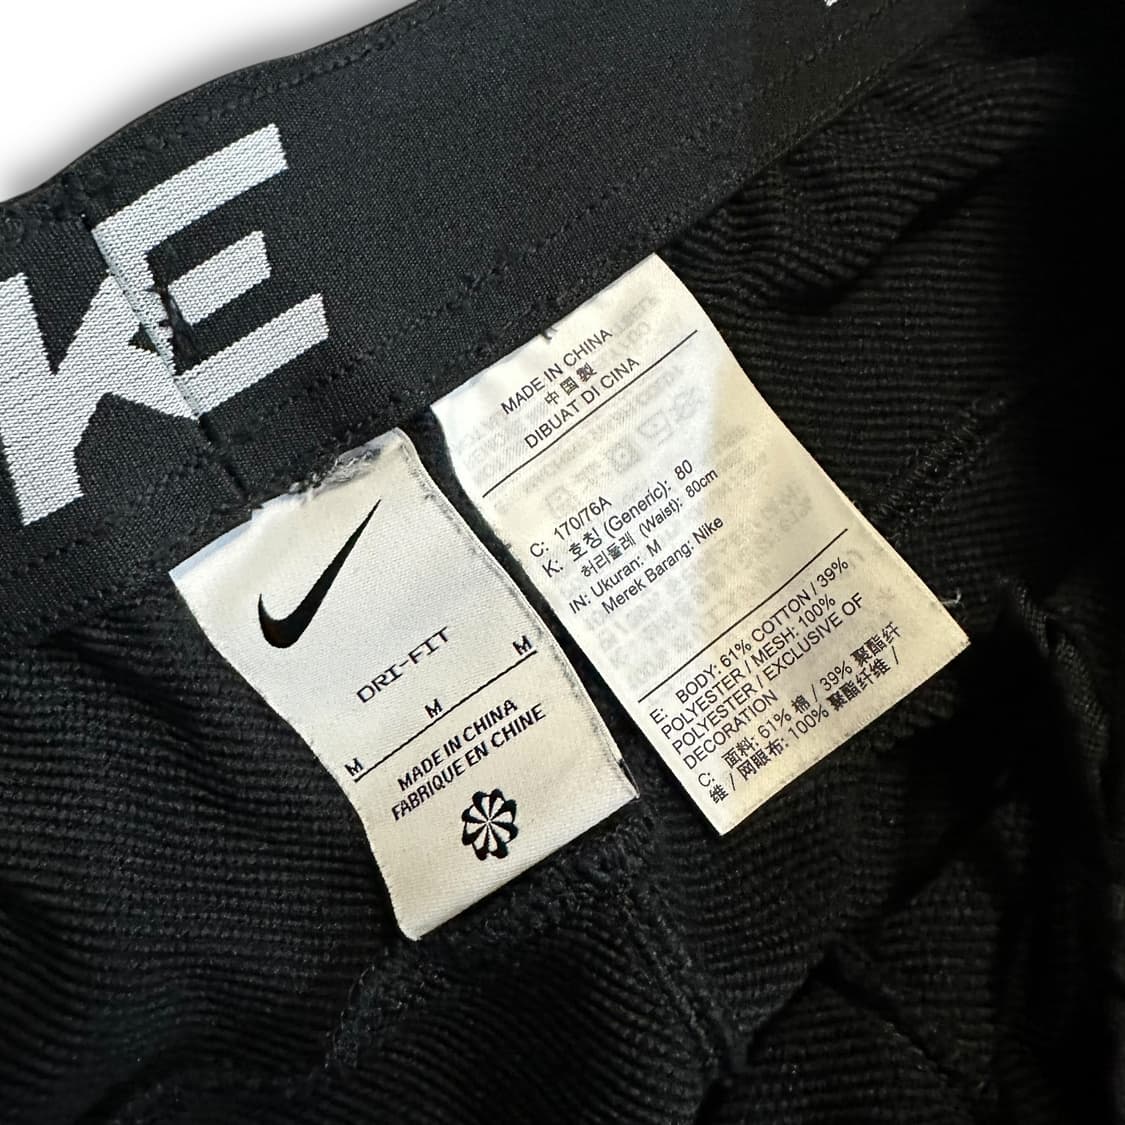 KE
DRI-FIT
M M M
MADE IN CHINA
FABRIQUE EN CHINE
MADE IN CHINA
中国製
DIBUAT DI CINA
C: 170/76A
K: 호칭 (Generic): 80
허리둘레 (Waist): 80cm
IN: Ukuran: M
Merek Barang: Nike
E: BODY: 61% COTTON / 39%
POLYESTER / MESH: 100%
POLYESTER / EXCLUSIVE OF
DECORATION
C: 面料: 61% 棉 / 39% 聚酯纤
维 / 网眼布: 100% 聚酯纤维 /